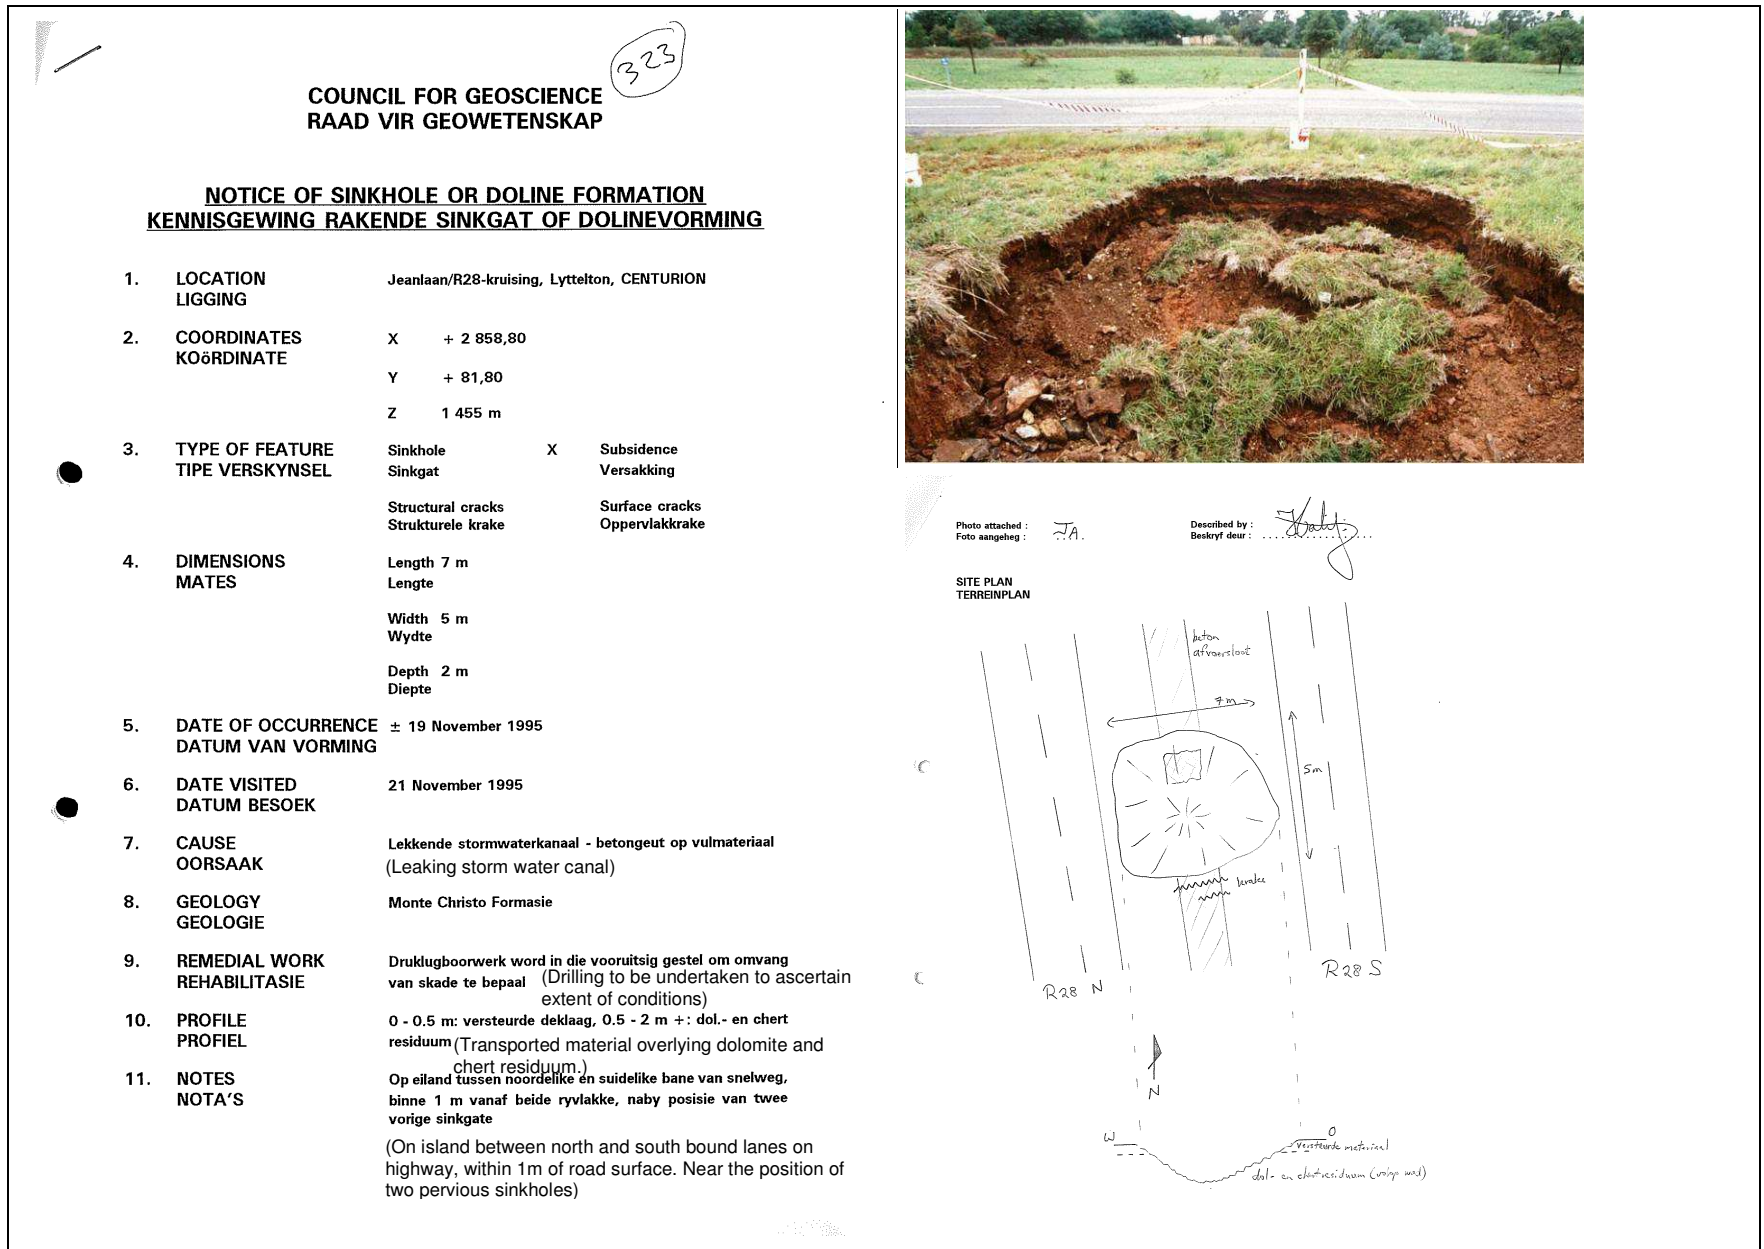 323
COUNCIL FOR GEOSCIENCE
RAAD VIR GEOWETENSKAP
NOTICE OF SINKHOLE OR DOLINE FORMATION
KENNISGEWING RAKENDE SINKGAT OF DOLINEVORMING
1. LOCATION Jeanlaan/R28-kruising, Lyttelton, CENTURION
LIGGING
2. COORDINATES X + 2 858,80
KOöRDINATE
Y + 81,80
Z 1 455 m
3. TYPE OF FEATURE Sinkhole X Subsidence
TIPE VERSKYNSEL Sinkgat Versakking
Structural cracks Surface cracks
Strukturele krake Oppervlakkrake
4. DIMENSIONS Length 7 m
MATES Lengte
Width 5 m
Wydte
Depth 2 m
Diepte
5. DATE OF OCCURRENCE ± 19 November 1995
DATUM VAN VORMING
6. DATE VISITED 21 November 1995
DATUM BESOEK
7. CAUSE Lekkende stormwaterkanaal - betongeut op vulmateriaal
OORSAAK (Leaking storm water canal)
8. GEOLOGY Monte Christo Formasie
GEOLOGIE
9. REMEDIAL WORK Druklugboorwerk word in die vooruitsig gestel om omvang
REHABILITASIE van skade te bepaal (Drilling to be undertaken to ascertain
extent of conditions)
10. PROFILE 0 - 0.5 m: versteurde deklaag, 0.5 - 2 m +: dol.- en chert
PROFIEL residuum (Transported material overlying dolomite and
chert residuum.)
11. NOTES Op eiland tussen noordelike en suidelike bane van snelweg,
NOTA'S binne 1 m vanaf beide ryvlakke, naby posisie van twee
vorige sinkgate
(On island between north and south bound lanes on
highway, within 1m of road surface. Near the position of
two pervious sinkholes)
Photo attached : JA. Described by :
Foto aangeheg : Beskryf deur :
SITE PLAN
TERREINPLAN
beton
afvoersloot
7m
5m
krake
R28 N
R28 S
N
W O
versteurde materiaal
dol- en chertresiduum (volop wad)